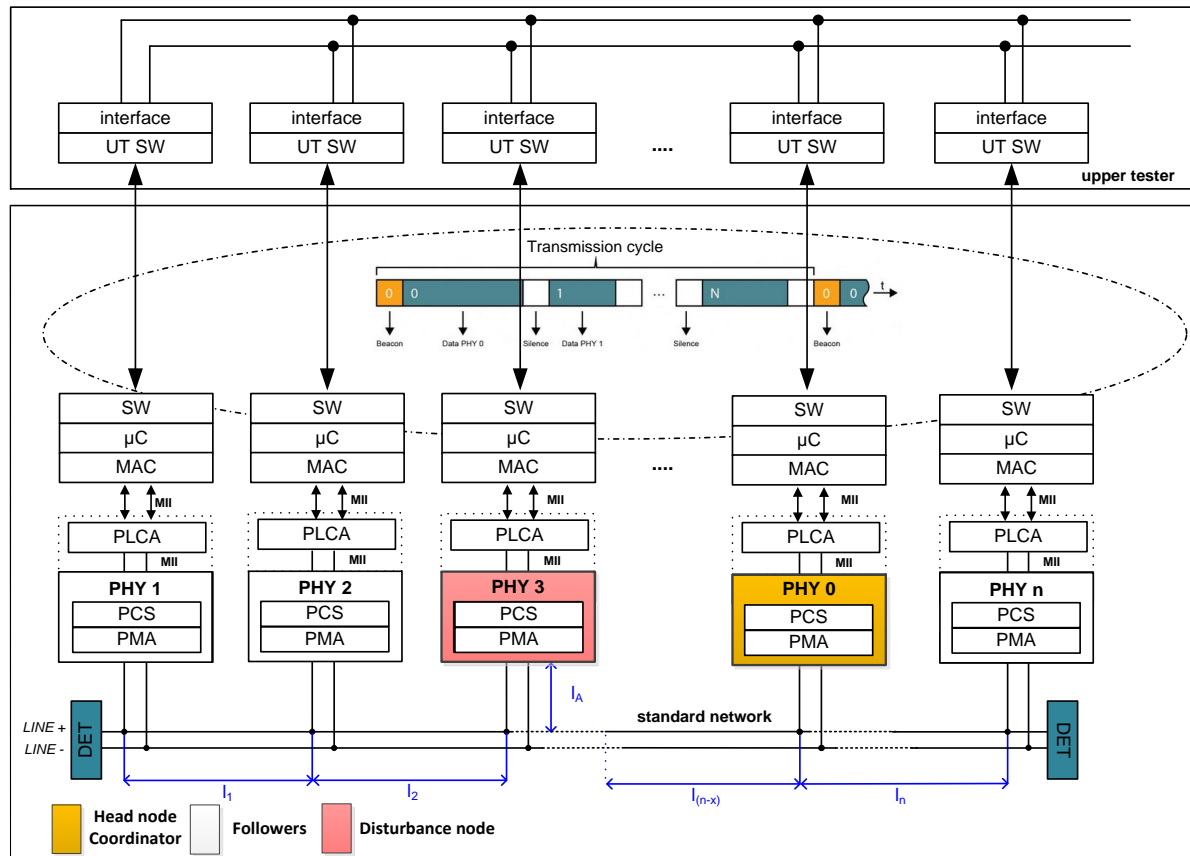 interface
UT SW
interface
UT SW
interface
UT SW
....
interface
UT SW
interface
UT SW
upper tester
Transmission cycle
0
0
1
...
N
0
0
t
Beacon
Data PHY 0
Silence
Data PHY 1
Silence
Beacon
SW
µC
MAC
SW
µC
MAC
SW
µC
MAC
....
SW
µC
MAC
SW
µC
MAC
MII
MII
MII
MII
MII
PLCA
PLCA
PLCA
PLCA
PLCA
MII
MII
MII
MII
MII
PHY 1
PCS
PMA
PHY 2
PCS
PMA
PHY 3
PCS
PMA
PHY 0
PCS
PMA
PHY n
PCS
PMA
lA
LINE +
LINE -
DET
standard network
DET
l1
l2
l(n-x)
ln
Head node
Coordinator
Followers
Disturbance node